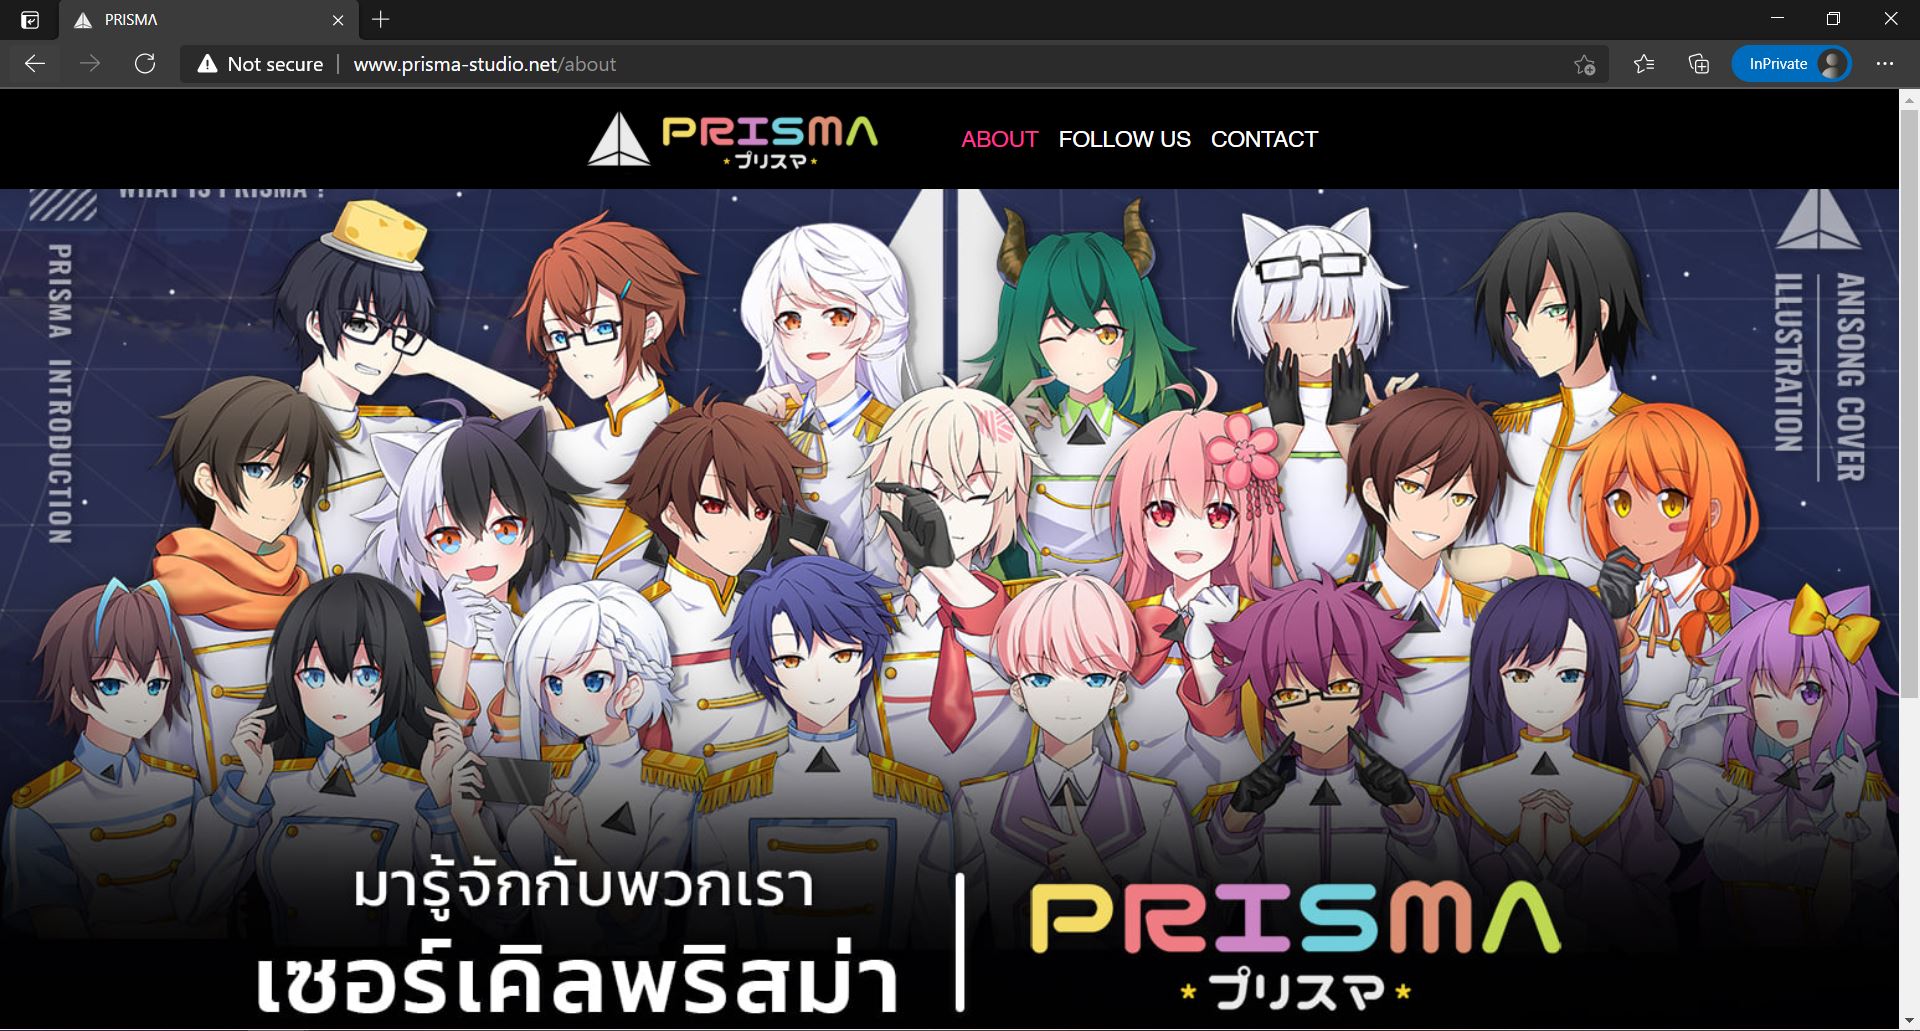 PRISMA
Not secure
www.prisma-studio.net/about
InPrivate
PRISMA
プリスマ
ABOUT
FOLLOW US
CONTACT
WHAT IS PRISMA ?
PRISMA INTRODUCTION
ANISONG COVER
ILLUSTRATION
มารู้จักกับพวกเรา
เซอร์เคิลพริสม่า
PRISMA
プリスマ